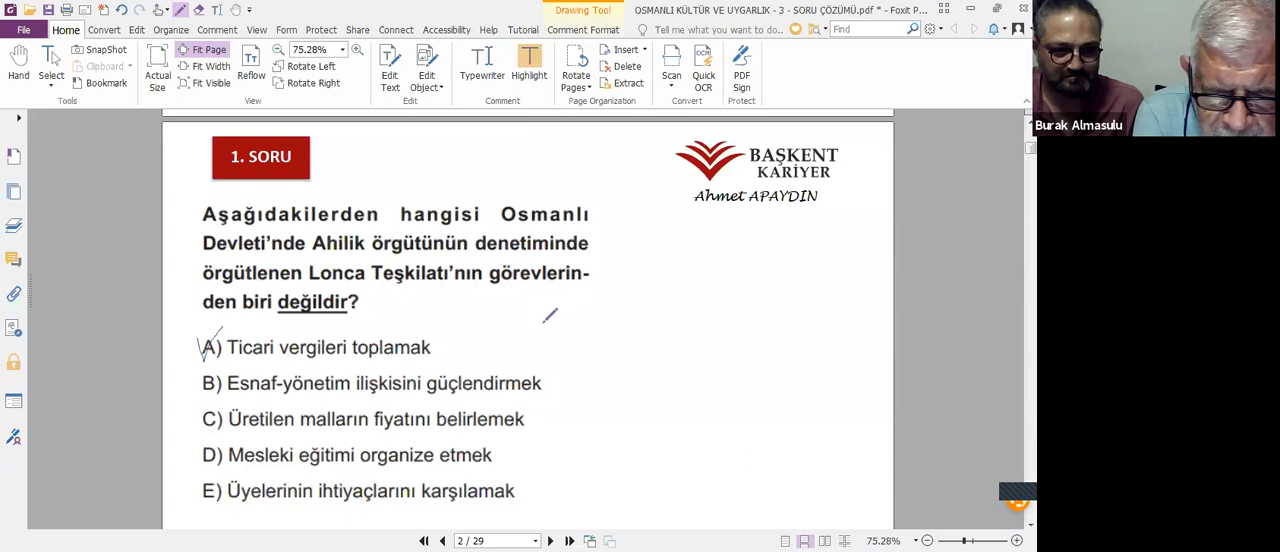 Drawing Tool
OSMANLI KÜLTÜR VE UYGARLIK - 3 - SORU ÇÖZÜMÜ.pdf * - Foxit P...
File Home Convert Edit Organize Comment View Form Protect Share Connect Accessibility Help Tutorial Comment Format Tell me what you want to do... Find
Hand
Select
SnapShot
Clipboard
Bookmark
Tools
Actual Size
Fit Page
Fit Width
Fit Visible
Reflow
75.28%
Rotate Left
Rotate Right
View
Edit Text
Edit Object
Edit
Typewriter
Highlight
Comment
Rotate Pages
Insert
Delete
Extract
Page Organization
Scan
Quick OCR
Convert
PDF Sign
Protect
Burak Almasulu
1. SORU
BAŞKENT
KARİYER
Ahmet APAYDIN
Aşağıdakilerden hangisi Osmanlı
Devleti'nde Ahilik örgütünün denetiminde
örgütlenen Lonca Teşkilatı'nın görevlerin-
den biri değildir?
A) Ticari vergileri toplamak
B) Esnaf-yönetim ilişkisini güçlendirmek
C) Üretilen malların fiyatını belirlemek
D) Mesleki eğitimi organize etmek
E) Üyelerinin ihtiyaçlarını karşılamak
2 / 29
75.28%